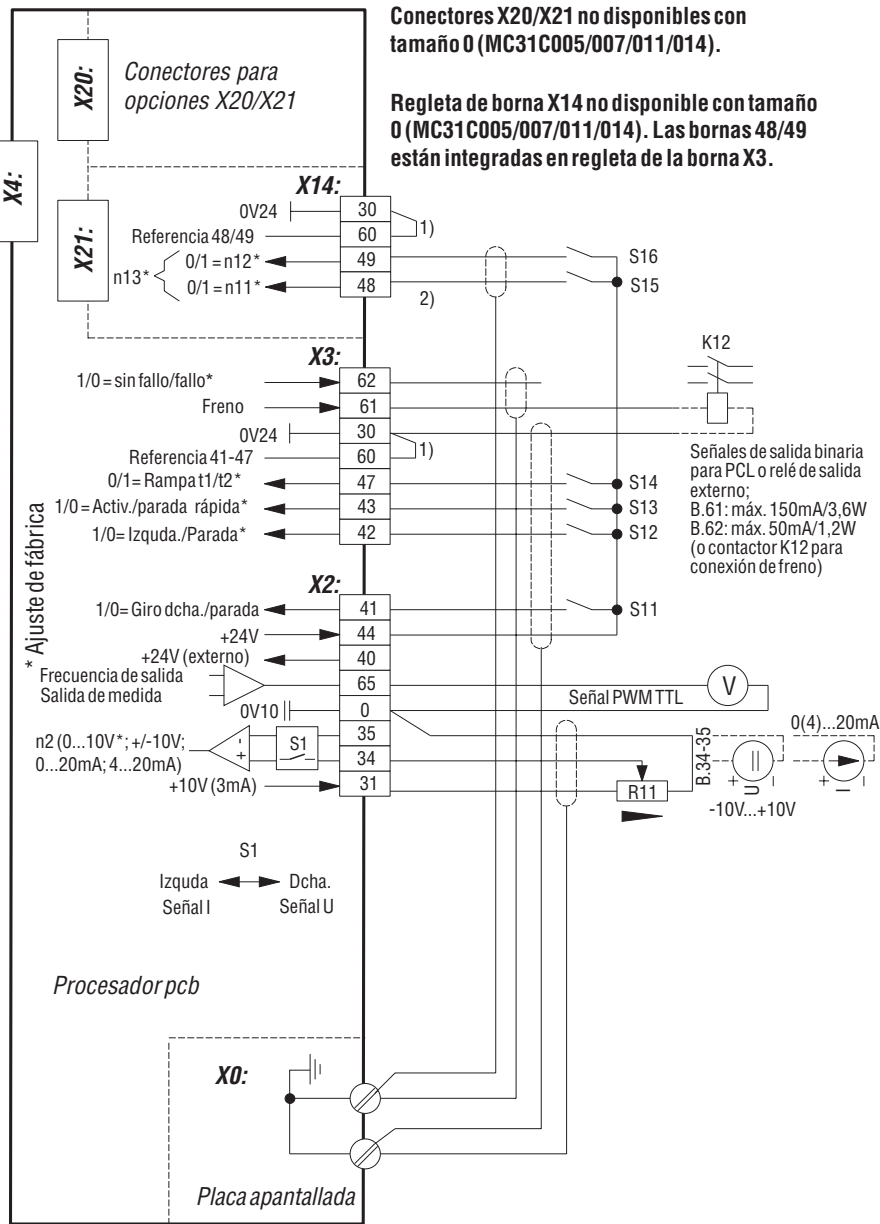 Conectores X20/X21 no disponibles con
tamaño 0 (MC31C005/007/011/014).
Regleta de borna X14 no disponible con tamaño
0 (MC31C005/007/011/014). Las bornas 48/49
están integradas en regleta de la borna X3.
X20:
Conectores para
opciones X20/X21
X4:
X21:
X14:
0V24
30
Referencia 48/49
60
1)
n13*
0/1 = n12*
49
S16
0/1 = n11*
48
2)
S15
X3:
1/0 = sin fallo/fallo*
62
K12
Freno
61
0V24
30
Referencia 41-47
60
1)
0/1= Rampa t1/t2*
47
S14
1/0= Activ./parada rápida*
43
S13
1/0= Izquda./Parada*
42
S12
Señales de salida binaria
para PCL o relé de salida
externo;
B.61: máx. 150mA/3,6W
B.62: máx. 50mA/1,2W
(o contactor K12 para
conexión de freno)
* Ajuste de fábrica
X2:
1/0= Giro dcha./parada
41
S11
+24V
44
+24V (externo)
40
Frecuencia de salida
Salida de medida
65
Señal PWM TTL
V
0V10
0
n2 (0...10V*; +/-10V;
0...20mA; 4...20mA)
- +
S1
35
34
+10V (3mA)
31
R11
B.34-35
+ U −
-10V...+10V
0(4)...20mA
+ I −
S1
Izquda Dcha.
Señal I Señal U
Procesador pcb
X0:
Placa apantallada